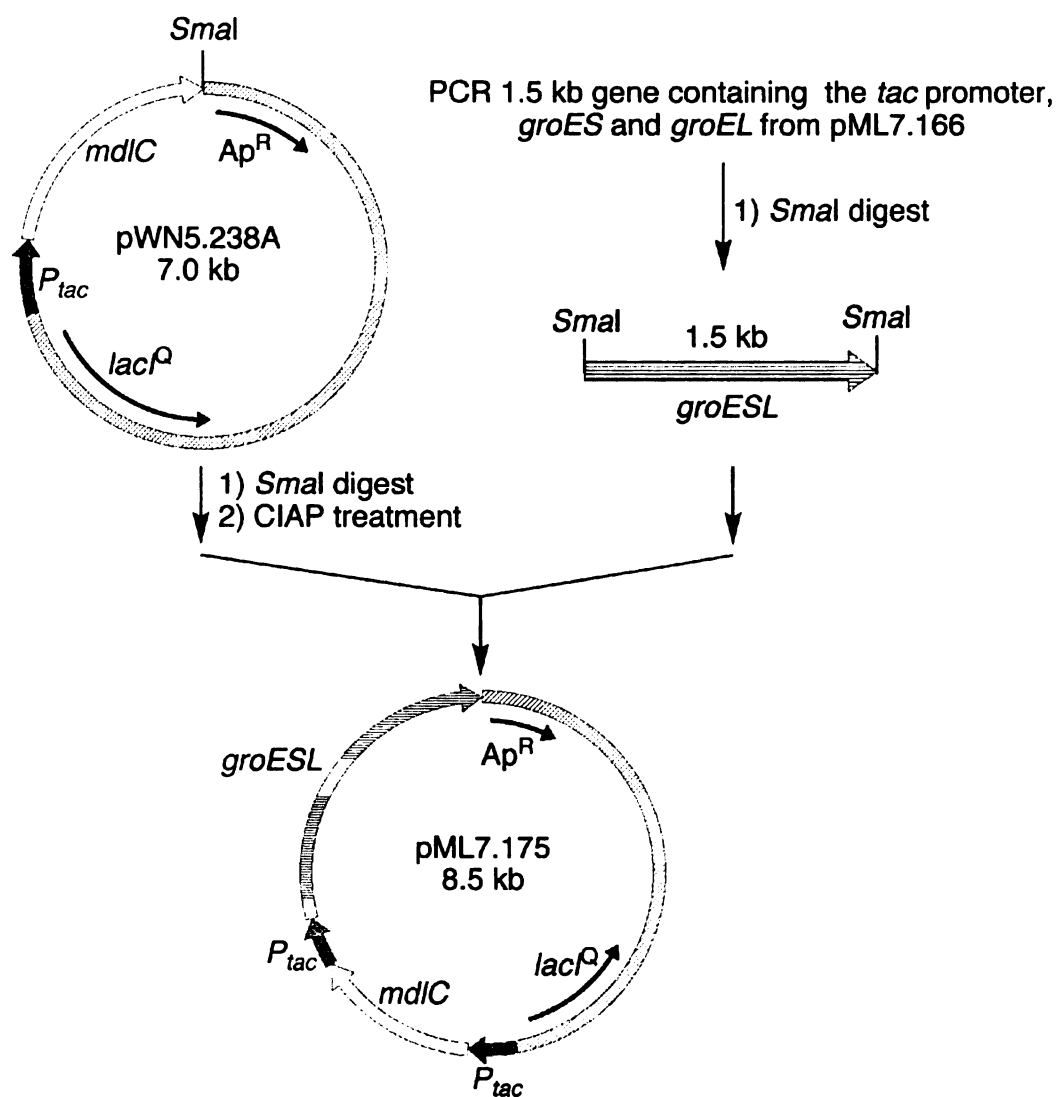 SmaI
PCR 1.5 kb gene containing the tac promoter,
groES and groEL from pML7.166
mdlC
ApR
1) SmaI digest
pWN5.238A
7.0 kb
Ptac
lacIQ
SmaI
1.5 kb
SmaI
groESL
1) SmaI digest
2) CIAP treatment
groESL
ApR
pML7.175
8.5 kb
Ptac
mdlC
lacIQ
Ptac